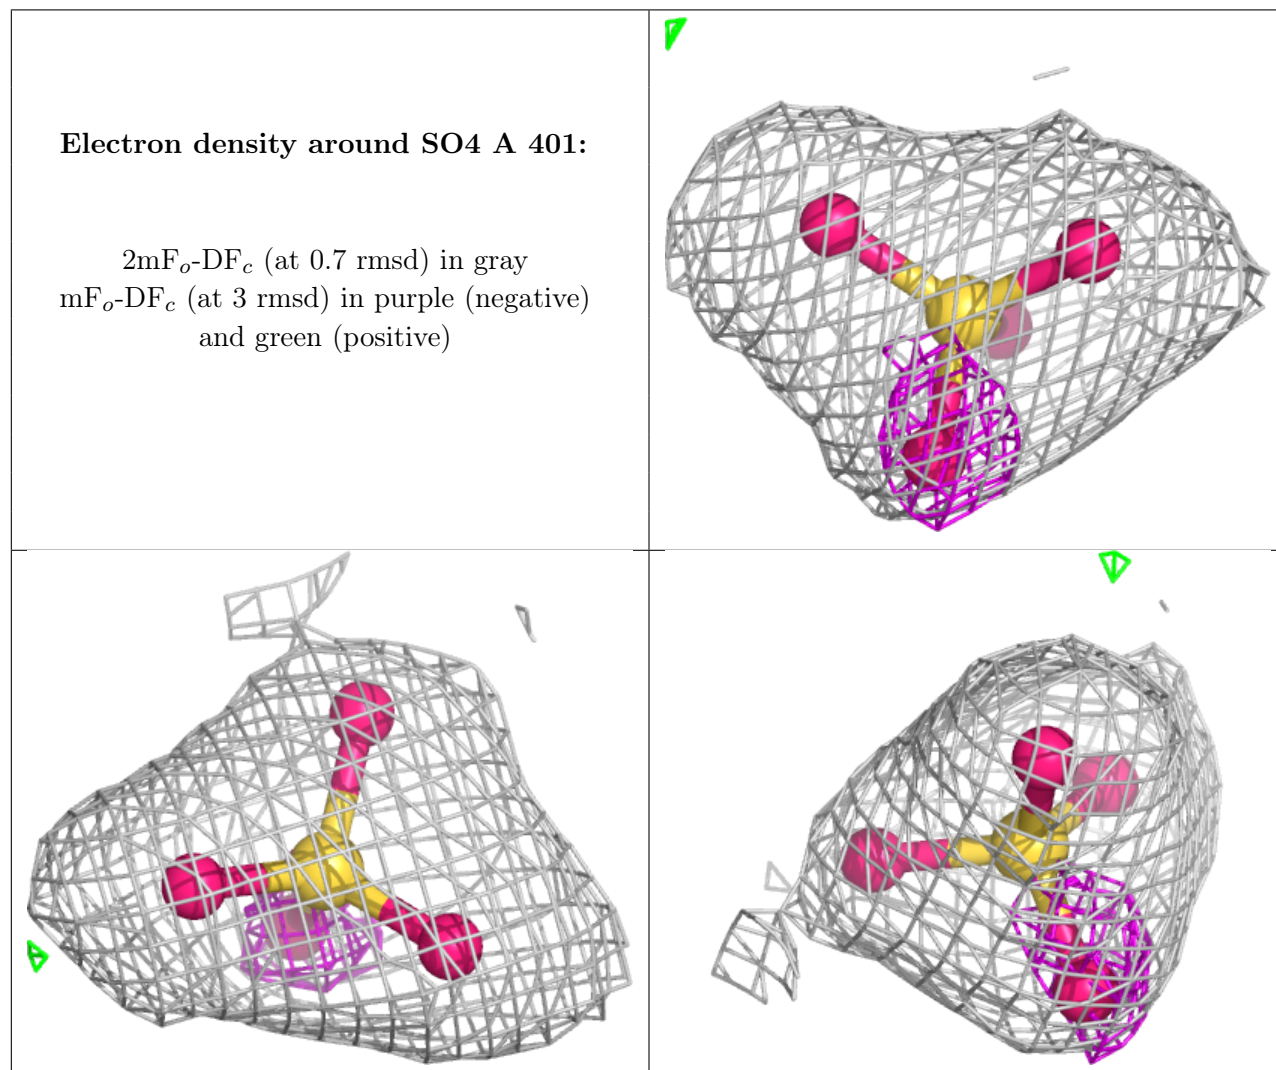 Electron density around SO4 A 401:
2mFo-DFc (at 0.7 rmsd) in gray
mFo-DFc (at 3 rmsd) in purple (negative)
and green (positive)